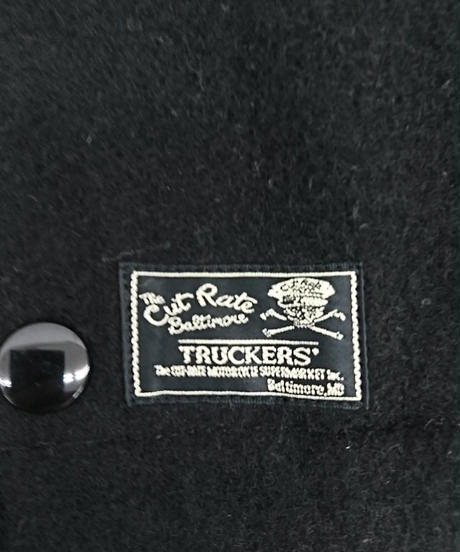 The
Cut Rate
Baltimore
TRUCKERS'
The CUT-RATE MOTORCYCLE SUPERMARKET Inc.
Baltimore, MD